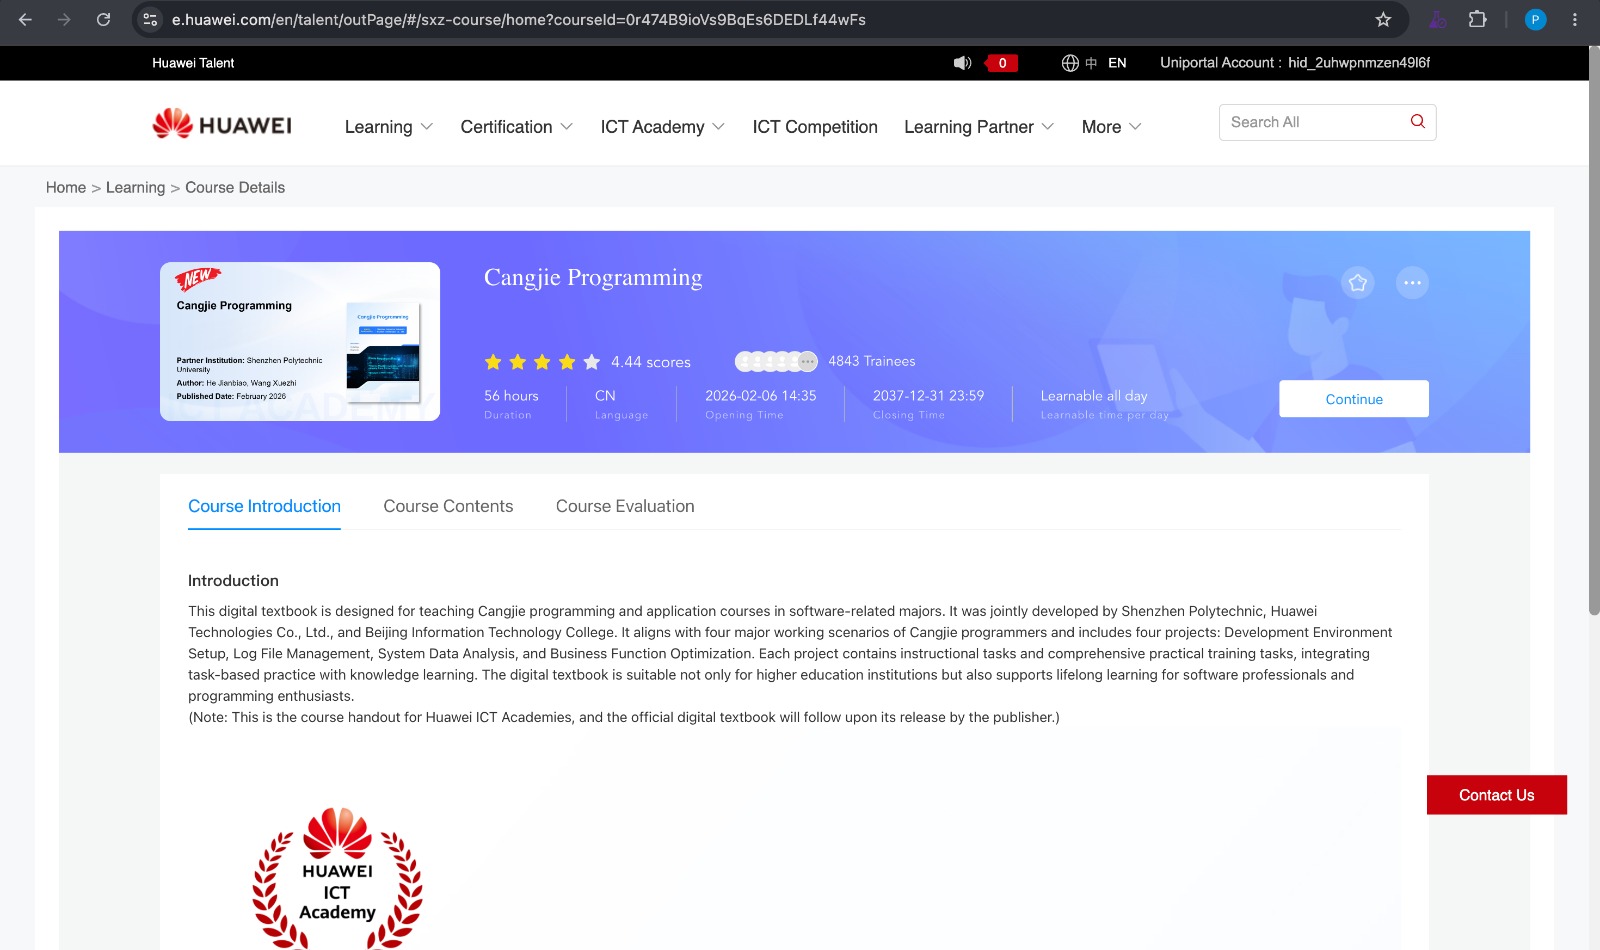 e.huawei.com/en/talent/outPage/#/sxz-course/home?courseId=0r474B9ioVs9BqEs6DEDLf44wFs
P
Huawei Talent
0
中 EN
Uniportal Account : hid_2uhwpnmzen49l6f
HUAWEI
Learning
Certification
ICT Academy
ICT Competition
Learning Partner
More
Search All
Home > Learning > Course Details
NEW
Cangjie Programming
Partner Institution: Shenzhen Polytechnic
University
Author: He Jianbiao, Wang Xuezhi
Published Date: February 2026
Cangjie Programming
Cangjie Programming
4.44 scores
4843 Trainees
56 hours
Duration
CN
Language
2026-02-06 14:35
Opening Time
2037-12-31 23:59
Closing Time
Learnable all day
Learnable time per day
Continue
Course Introduction
Course Contents
Course Evaluation
Introduction
This digital textbook is designed for teaching Cangjie programming and application courses in software-related majors. It was jointly developed by Shenzhen Polytechnic, Huawei
Technologies Co., Ltd., and Beijing Information Technology College. It aligns with four major working scenarios of Cangjie programmers and includes four projects: Development Environment
Setup, Log File Management, System Data Analysis, and Business Function Optimization. Each project contains instructional tasks and comprehensive practical training tasks, integrating
task-based practice with knowledge learning. The digital textbook is suitable not only for higher education institutions but also supports lifelong learning for software professionals and
programming enthusiasts.
(Note: This is the course handout for Huawei ICT Academies, and the official digital textbook will follow upon its release by the publisher.)
Contact Us
HUAWEI
ICT
Academy